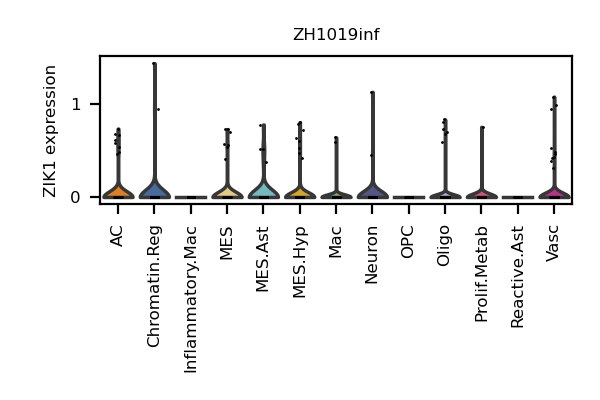 ZH1019inf
ZIK1 expression
1
0
AC
Chromatin.Reg
Inflammatory.Mac
MES
MES.Ast
MES.Hyp
Mac
Neuron
OPC
Oligo
Prolif.Metab
Reactive.Ast
Vasc